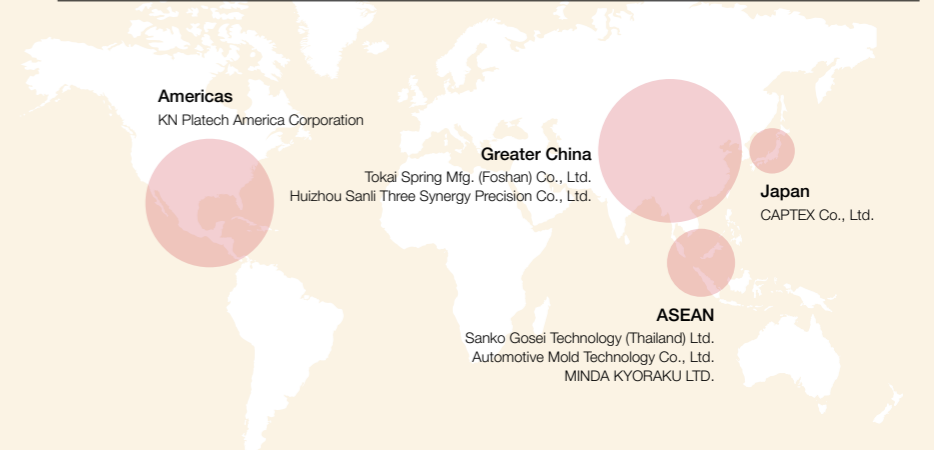 Americas
KN Platech America Corporation
Greater China
Tokai Spring Mfg. (Foshan) Co., Ltd.
Huizhou Sanli Three Synergy Precision Co., Ltd.
Japan
CAPTEX Co., Ltd.
ASEAN
Sanko Gosei Technology (Thailand) Ltd.
Automotive Mold Technology Co., Ltd.
MINDA KYORAKU LTD.